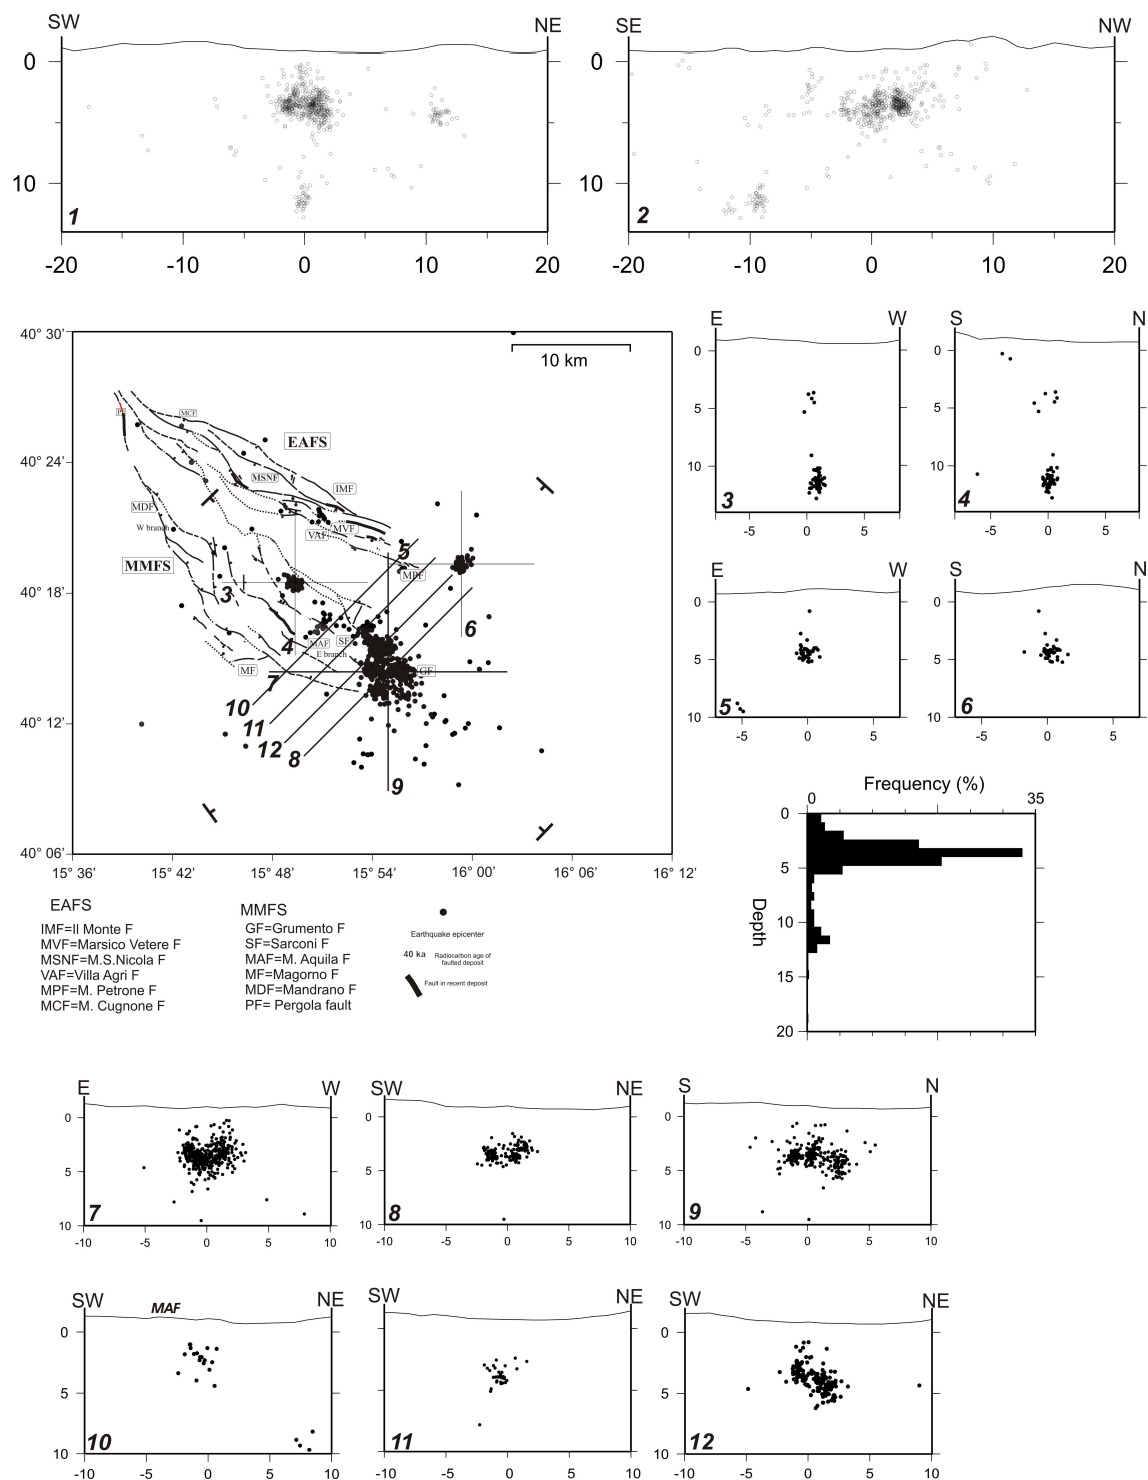 SW
NE
0
10
1
-20
-10
0
10
20
SE
NW
0
10
2
-20
-10
0
10
20
40° 30'
40° 24'
40° 18'
40° 12'
40° 06'
15° 36'
15° 42'
15° 48'
15° 54'
16° 00'
16° 06'
16° 12'
10 km
PF
MCF
EAFS
MSNF
IMF
MDF
W branch
VAF
MVF
MMFS
5
MPF
3
6
4
MAF
SF
E branch
MF
7
GF
10
11
12
8
9
E
W
0
5
10
3
-5
0
5
S
N
0
5
10
4
-5
0
5
E
W
0
5
10
5
-5
0
5
S
N
0
5
10
6
-5
0
5
EAFS
IMF=Il Monte F
MVF=Marsico Vetere F
MSNF=M.S.Nicola F
VAF=Villa Agri F
MPF=M. Petrone F
MCF=M. Cugnone F
MMFS
GF=Grumento F
SF=Sarconi F
MAF=M. Aquila F
MF=Magorno F
MDF=Mandrano F
PF= Pergola fault
Earthquake epicenter
40 ka Radiocarbon age of
faulted deposit
Fault in recent deposit
Frequency (%)
0
35
0
5
10
15
20
Depth
E
W
0
5
10
7
-10
-5
0
5
10
SW
NE
0
5
10
8
-10
-5
0
5
10
S
N
0
5
10
9
-10
-5
0
5
10
SW
MAF
NE
0
5
10
10
-10
-5
0
5
10
SW
NE
11
-10
-5
0
5
10
SW
NE
0
5
10
12
-10
-5
0
5
10